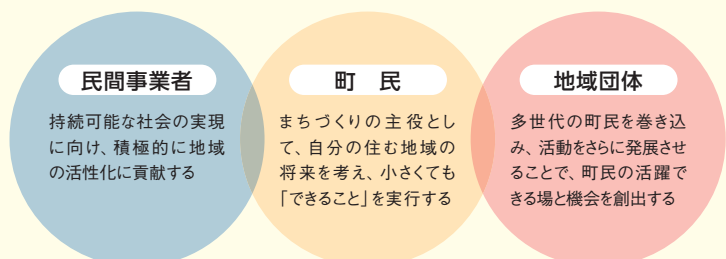 民間事業者
持続可能な社会の実現
に向け、積極的に地域
の活性化に貢献する
町　民
まちづくりの主役とし
て、自分の住む地域の
将来を考え、小さくても
「できること」を実行する
地域団体
多世代の町民を巻き込
み、活動をさらに発展させ
ることで、町民の活躍で
きる場と機会を創出する